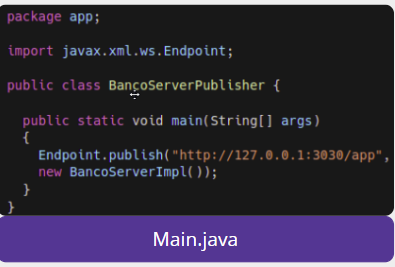 package app;
import javax.xml.ws.Endpoint;
public class BancoServerPublisher {
public static void main(String[] args)
{
Endpoint.publish("http://127.0.0.1:3030/app",
new BancoServerImpl());
}
}
Main.java